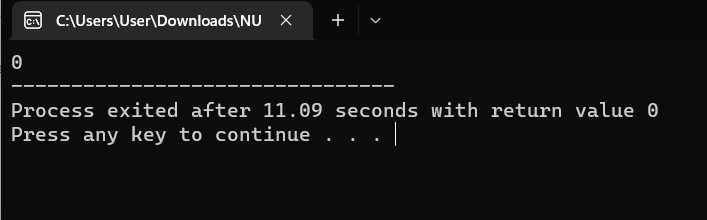 C:\Users\User\Downloads\NU
0
--------------------------------
Process exited after 11.09 seconds with return value 0
Press any key to continue . . .